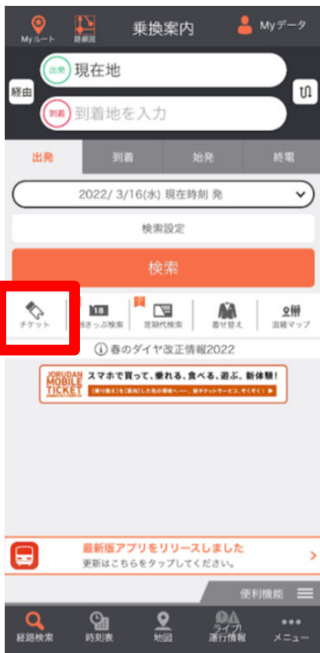 Myルート
路線図
乗換案内
Myデータ
経由
出発 現在地
到着 到着地を入力
出発 到着 始発 終電
2022/ 3/16(水) 現在時刻 発
検索設定
検索
チケット
きっぷ検索
定期代検索
着せ替え
混雑マップ
春のダイヤ改正情報2022
JORUDAN
MOBILE
TICKET
スマホで買って、乗れる、食べる、遊ぶ、新体験!
最新版アプリをリリースしました
更新はこちらをタップしてください。
便利機能
経路検索
時刻表
地図
ライブ!
運行情報
メニュー